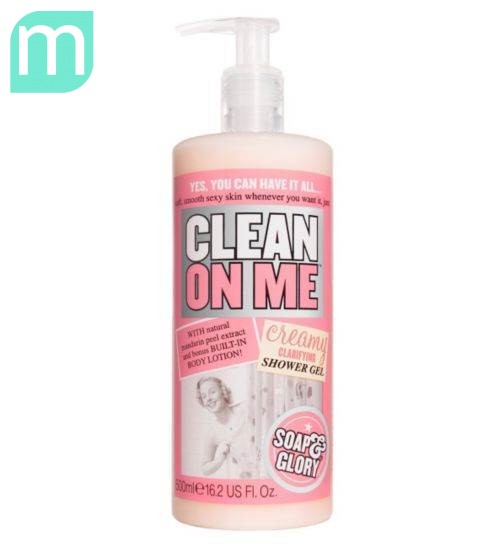 m
YES, YOU CAN HAVE IT ALL...
smooth sexy skin whenever you want it, just
CLEAN
ON ME
WITH natural
mandarin peel extract
and bonus BUILT-IN
BODY LOTION!
creamy
CLARIFYING
SHOWER GEL
SOAP&
GLORY
500ml e 16.2 US Fl. Oz.